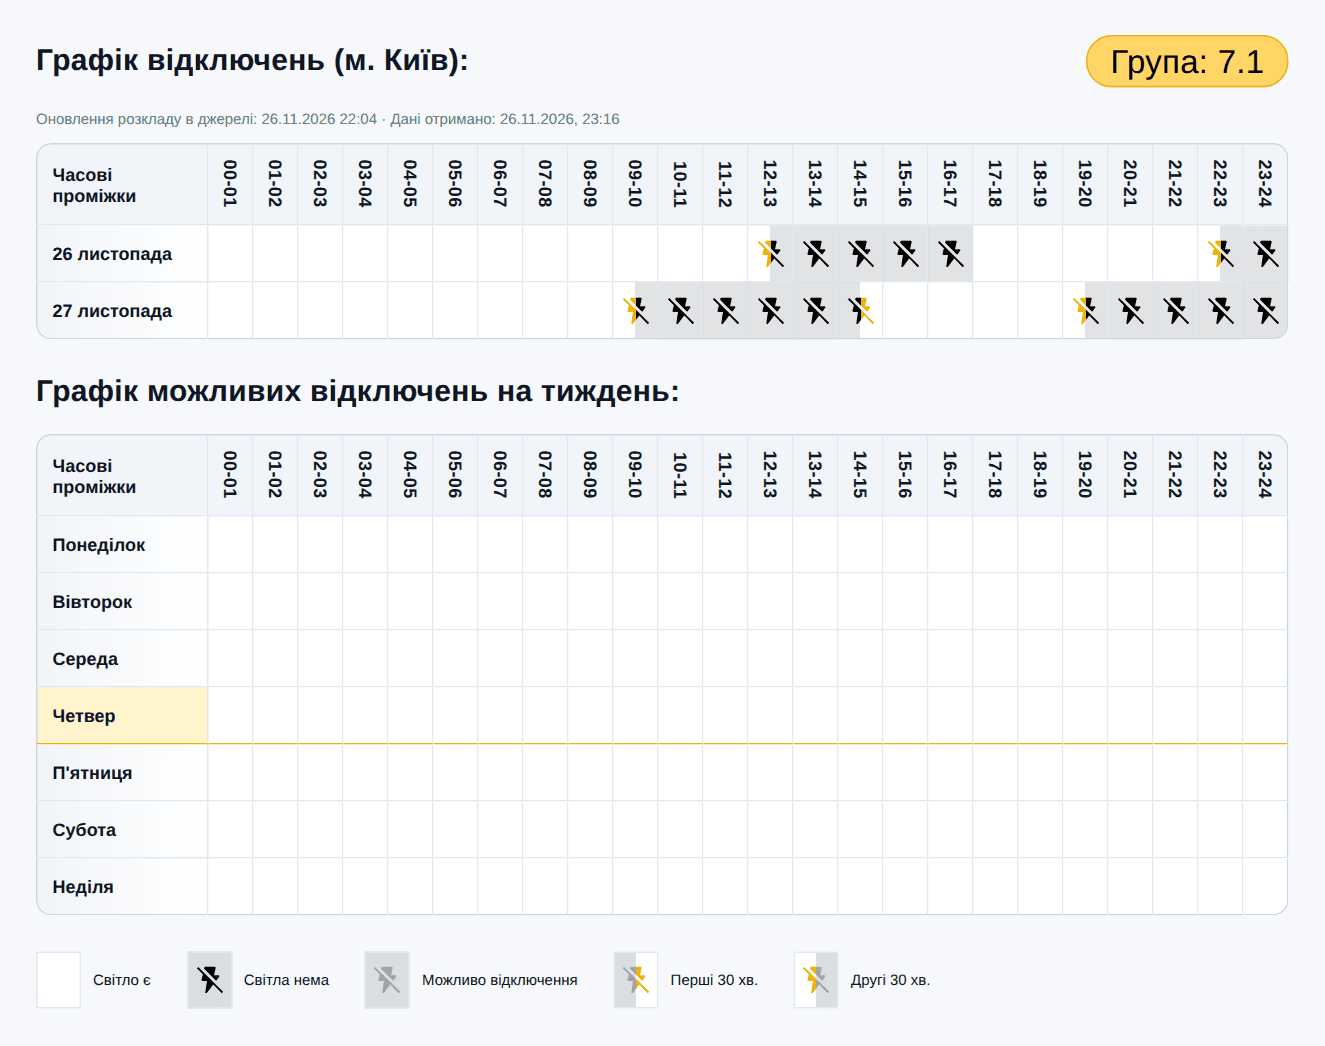 Графік відключень (м. Київ):
Група: 7.1
Оновлення розкладу в джерелі: 26.11.2026 22:04 · Дані отримано: 26.11.2026, 23:16
Часові проміжки 00-01 01-02 02-03 03-04 04-05 05-06 06-07 07-08 08-09 09-10 10-11 11-12 12-13 13-14 14-15 15-16 16-17 17-18 18-19 19-20 20-21 21-22 22-23 23-24
26 листопада
27 листопада
Графік можливих відключень на тиждень:
Часові проміжки 00-01 01-02 02-03 03-04 04-05 05-06 06-07 07-08 08-09 09-10 10-11 11-12 12-13 13-14 14-15 15-16 16-17 17-18 18-19 19-20 20-21 21-22 22-23 23-24
Понеділок
Вівторок
Середа
Четвер
П'ятниця
Субота
Неділя
Світло є Світла нема Можливо відключення Перші 30 хв. Другі 30 хв.